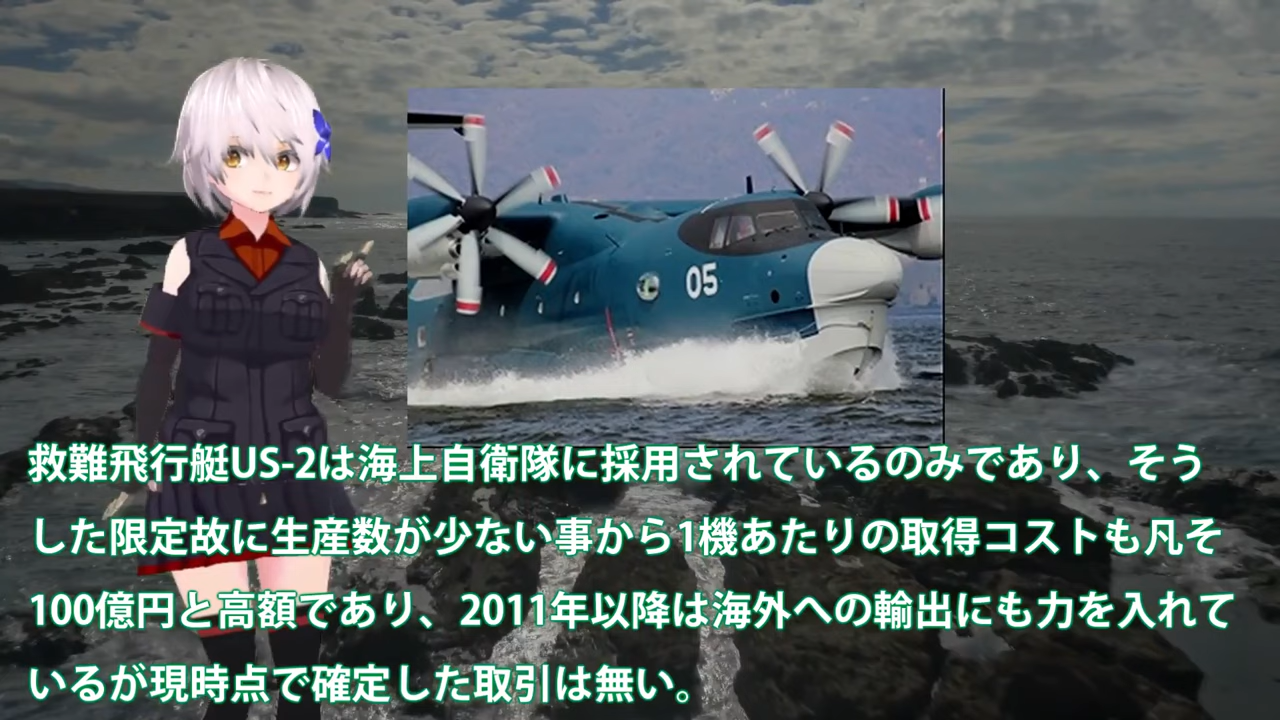 05
救難飛行艇US-2は海上自衛隊に採用されているのみであり、そう
した限定故に生産数が少ない事から1機あたりの取得コストも凡そ
100億円と高額であり、2011年以降は海外への輸出にも力を入れて
いるが現時点で確定した取引は無い。